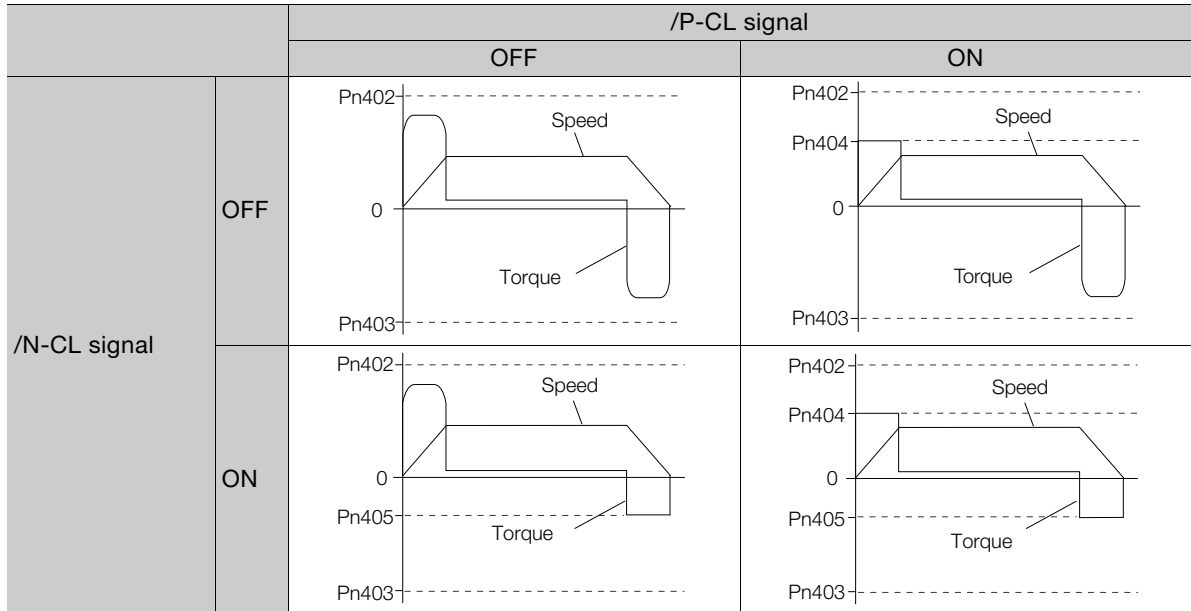 /P-CL signal
OFF
ON
/N-CL signal
OFF
Pn402
Speed
0
Torque
Pn403
Pn402
Speed
Pn404
0
Torque
Pn403
ON
Pn402
Speed
0
Pn405
Torque
Pn403
Pn402
Speed
Pn404
0
Pn405
Torque
Pn403